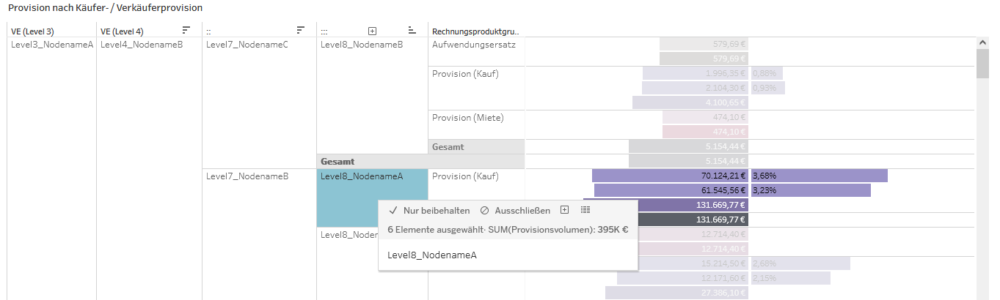 Provision nach Käufer- / Verkäuferprovision
VE (Level 3) VE (Level 4) :: ::: Rechnungsproduktgru..
Level3_NodenameA Level4_NodenameB Level7_NodenameC Level8_NodenameB Aufwendungsersatz 579,69 €
579,69 €
Provision (Kauf) 1.996,35 € 0,88%
2.104,30 € 0,93%
4.100,65 €
Provision (Miete) 474,10 €
474,10 €
Gesamt 5.154,44 €
Gesamt 5.154,44 €
Level7_NodenameB Level8_NodenameA Provision (Kauf) 70.124,21 € 3,68%
61.545,56 € 3,23%
131.669,77 €
Nur beibehalten Ausschließen
131.669,77 €
6 Elemente ausgewählt· SUM(Provisionsvolumen): 395K €
Level8_Noden 12.714,40 €
12.714,40 €
Level8_NodenameA
15.214,50 € 2,68%
12.171,60 € 2,15%
27.386,10 €